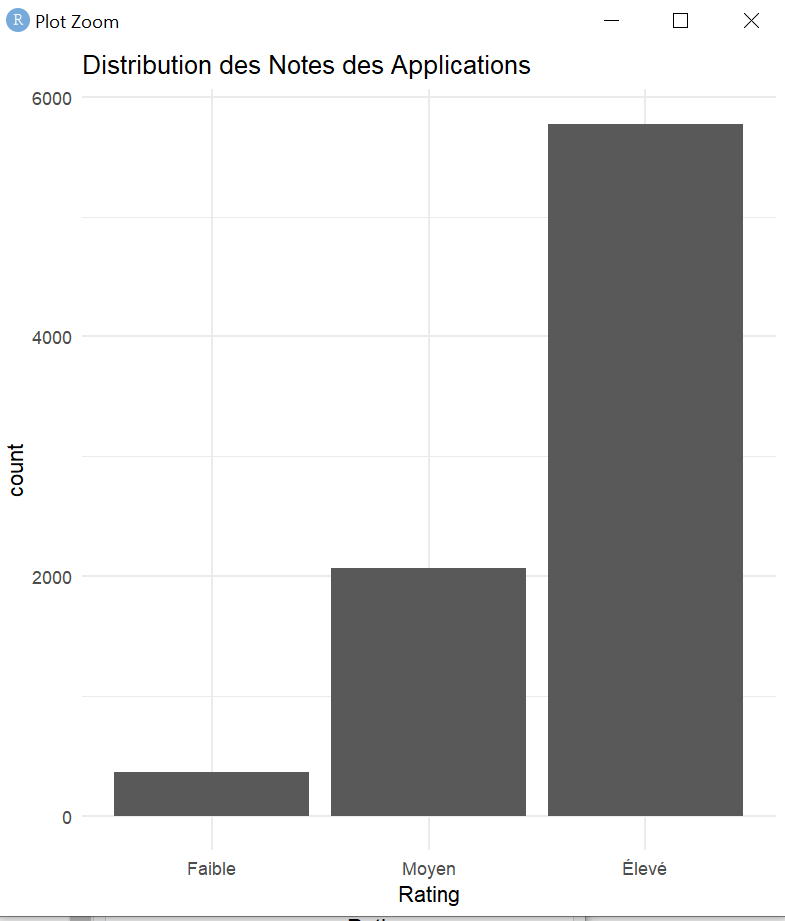 R Plot Zoom
Distribution des Notes des Applications
6000
4000
2000
0
count
Faible Moyen Élevé
Rating